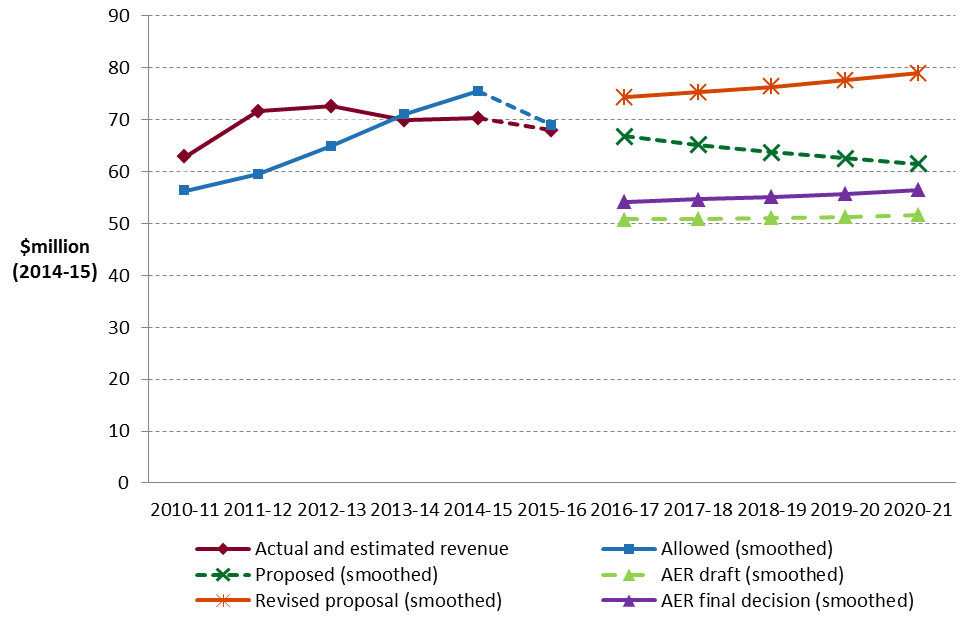 90
80
70
60
50
40
30
20
10
0
$million
(2014-15)
2010-11 2011-12 2012-13 2013-14 2014-15 2015-16 2016-17 2017-18 2018-19 2019-20 2020-21
Actual and estimated revenue Allowed (smoothed)
Proposed (smoothed) AER draft (smoothed)
Revised proposal (smoothed) AER final decision (smoothed)